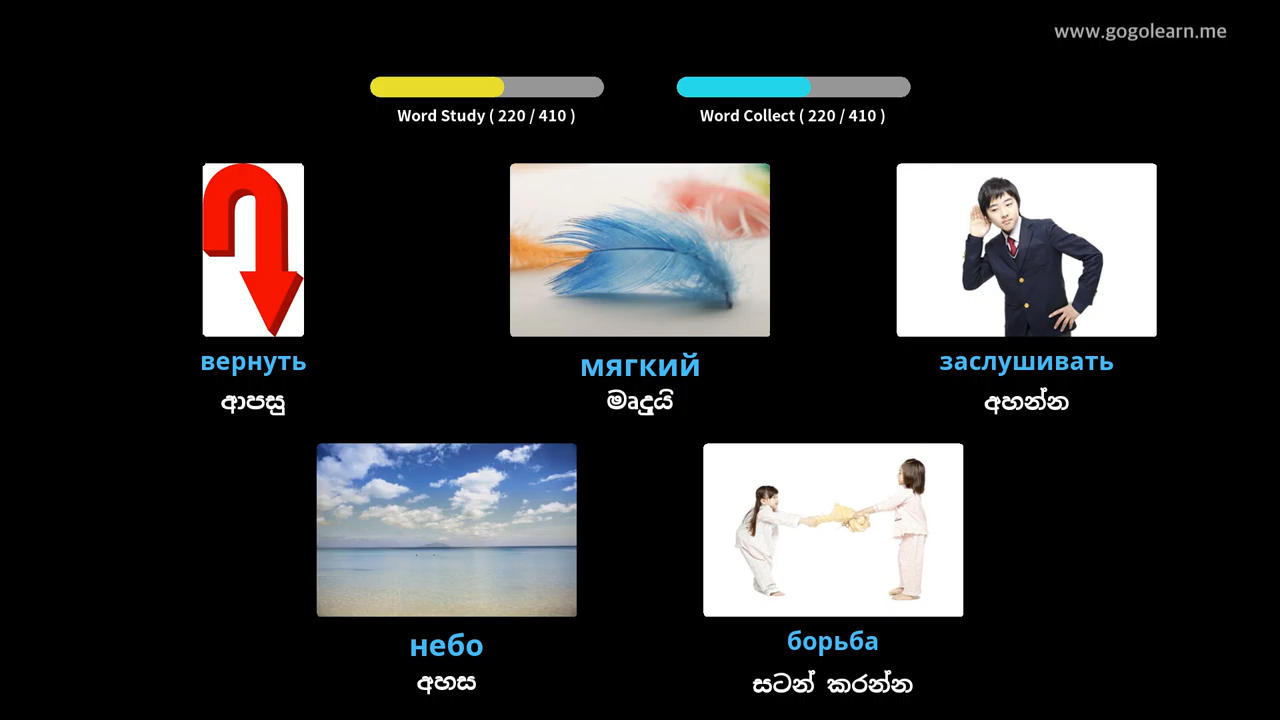 www.gogolearn.me
Word Study ( 220 / 410 )
Word Collect ( 220 / 410 )
вернуть
ආපසු
мягкий
මෘදුයි
заслушивать
අහන්න
небо
අහස
борьба
සටන් කරන්න